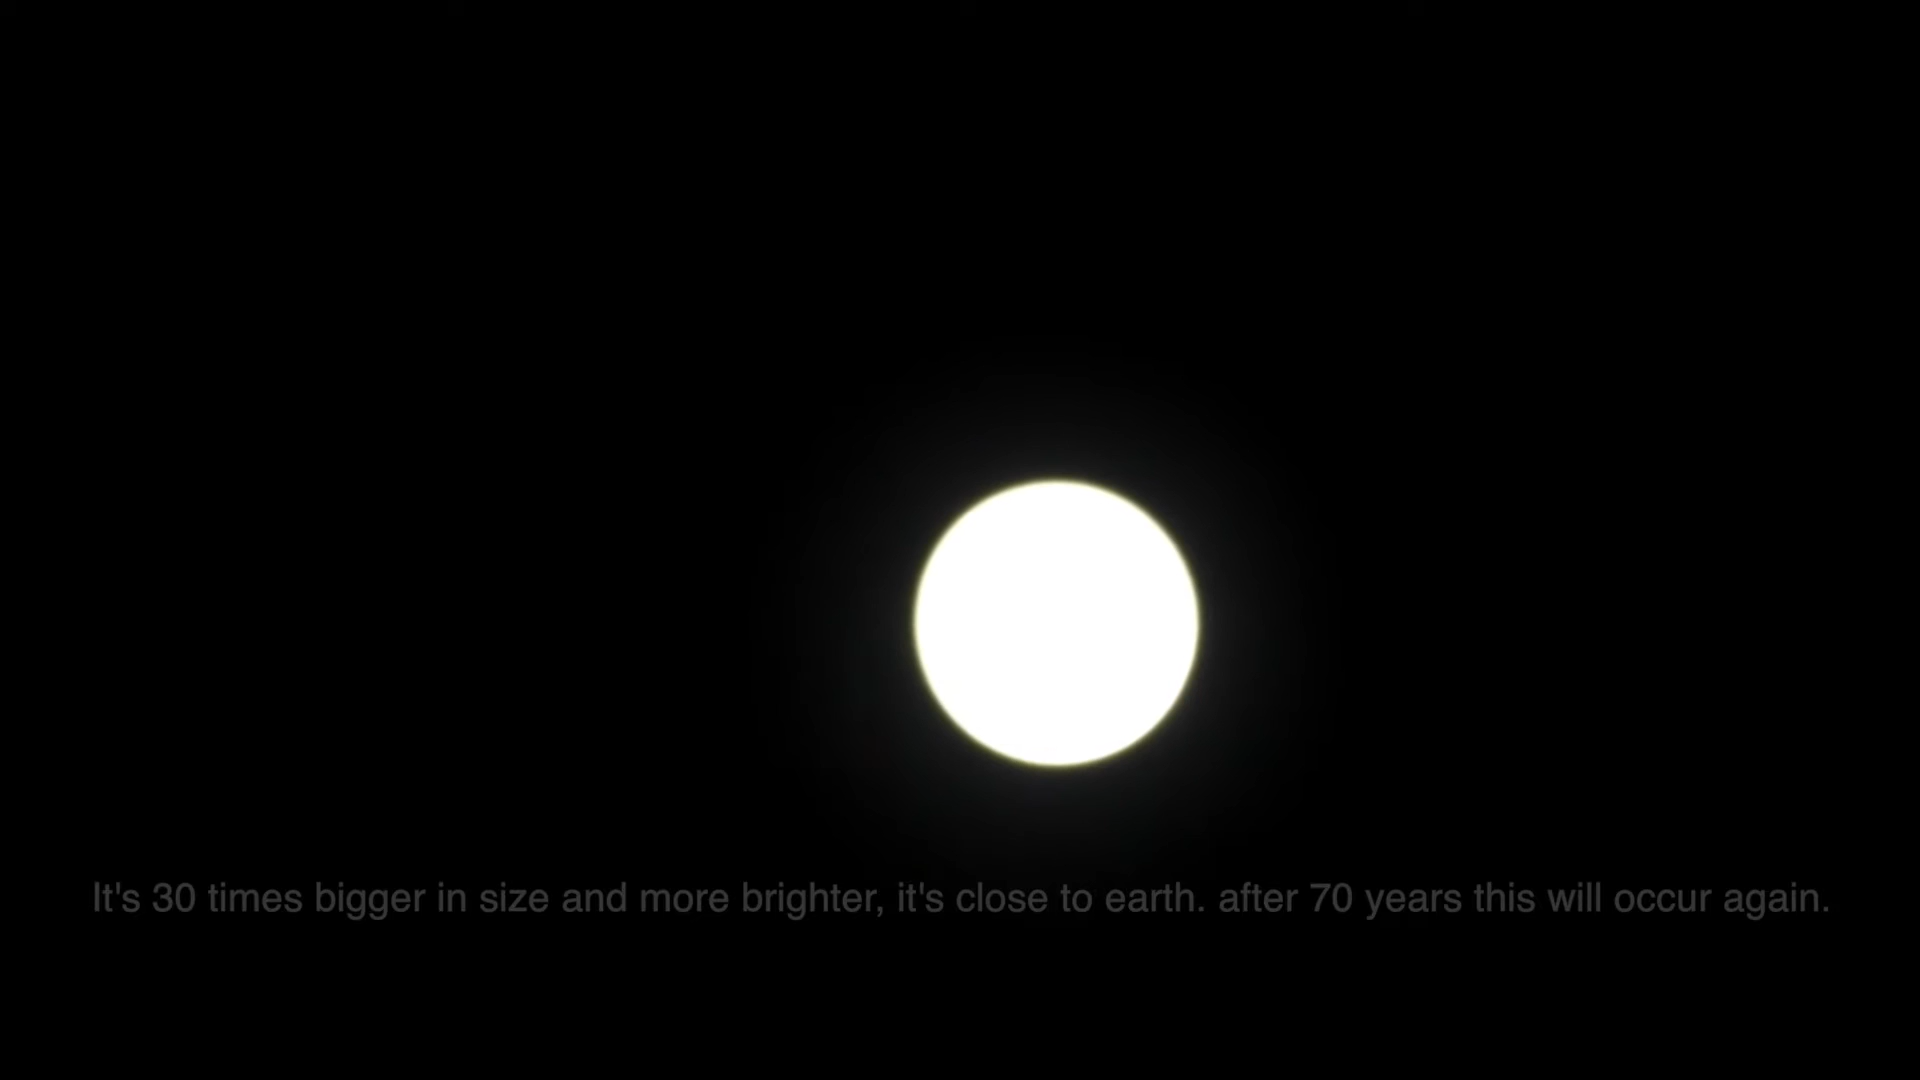 It's 30 times bigger in size and more brighter, it's close to earth. after 70 years this will occur again.